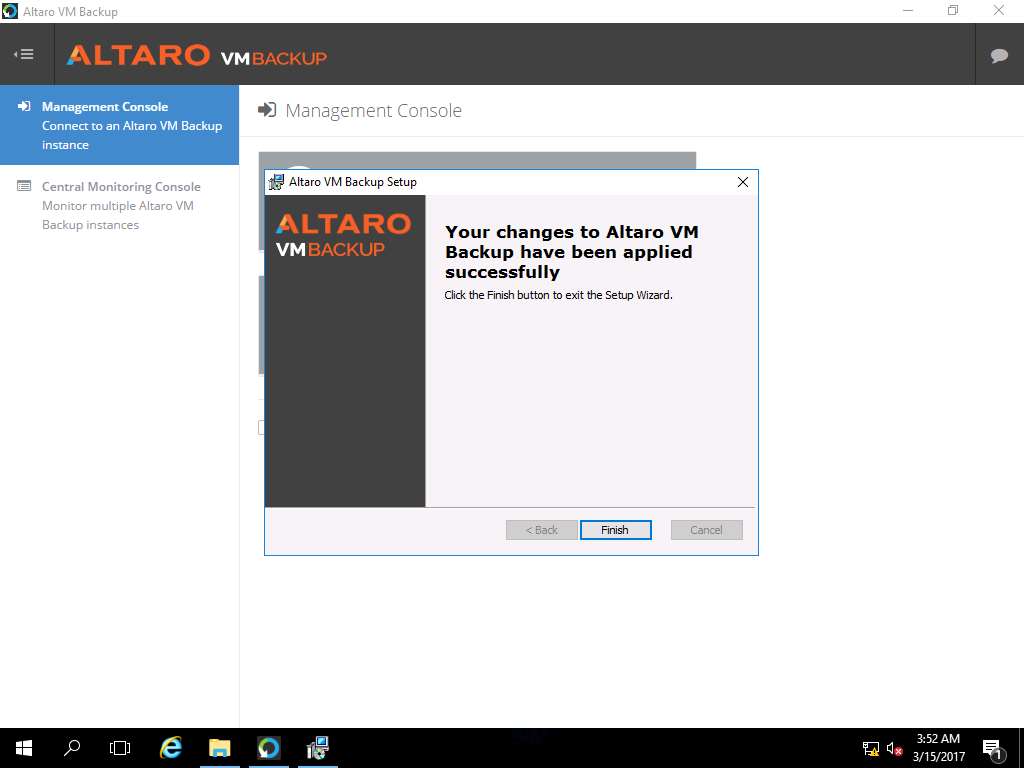 Altaro VM Backup
ALTARO VMBACKUP
Management Console
Connect to an Altaro VM Backup
instance
Central Monitoring Console
Monitor multiple Altaro VM
Backup instances
Management Console
Altaro VM Backup Setup
ALTARO
VMBACKUP
Your changes to Altaro VM
Backup have been applied
successfully
Click the Finish button to exit the Setup Wizard.
< Back
Finish
Cancel
3:52 AM
3/15/2017
1